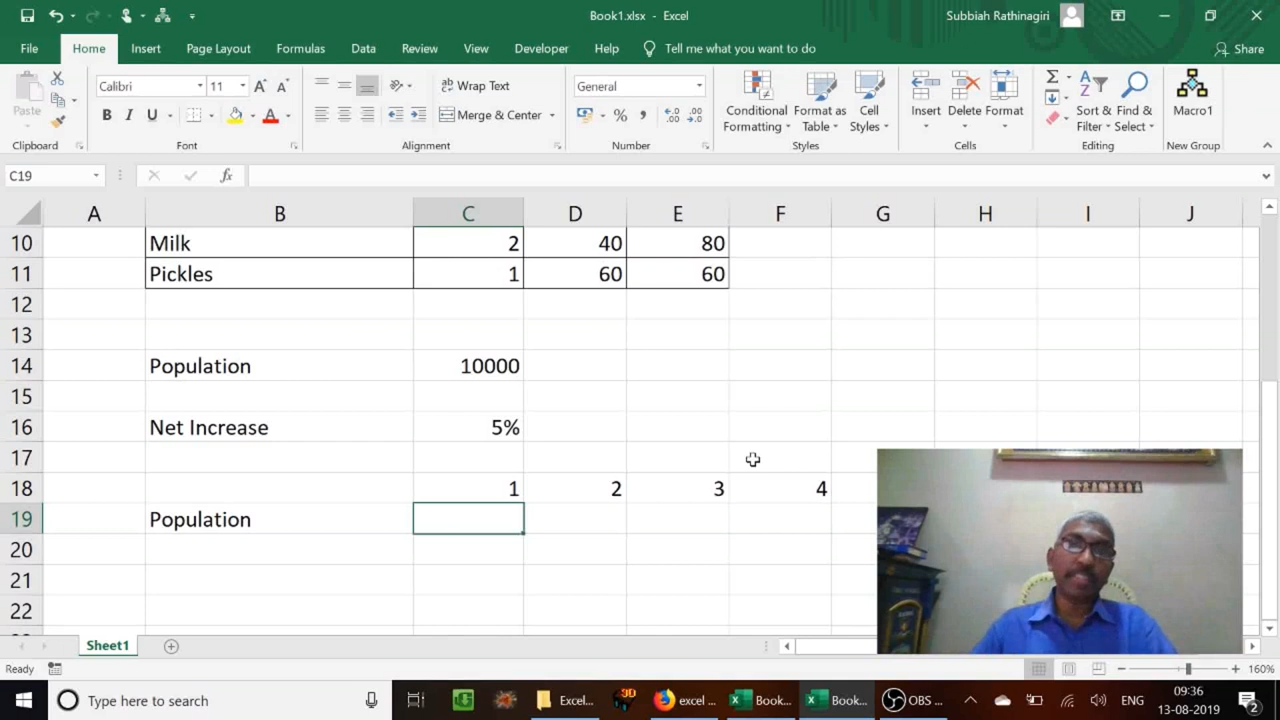 Book1.xlsx - Excel
Subbiah Rathinagiri
File Home Insert Page Layout Formulas Data Review View Developer Help Tell me what you want to do Share
Paste
Calibri 11
B I U A A A
Wrap Text
Merge & Center
General
%
Conditional Formatting
Format as Table
Cell Styles
Insert Delete Format
Sort & Filter
Find & Select
Macro1
Clipboard Font Alignment Number Styles Cells Editing New Group
C19 fx
A B C D E F G H I J
10 Milk 2 40 80
11 Pickles 1 60 60
12
13
14 Population 10000
15
16 Net Increase 5%
17
18 1 2 3 4
19 Population
20
21
22
Sheet1
Ready 160%
Type here to search
Excel...
3D
excel ...
Book...
Book...
OBS ...
ENG
09:36
13-08-2019
2